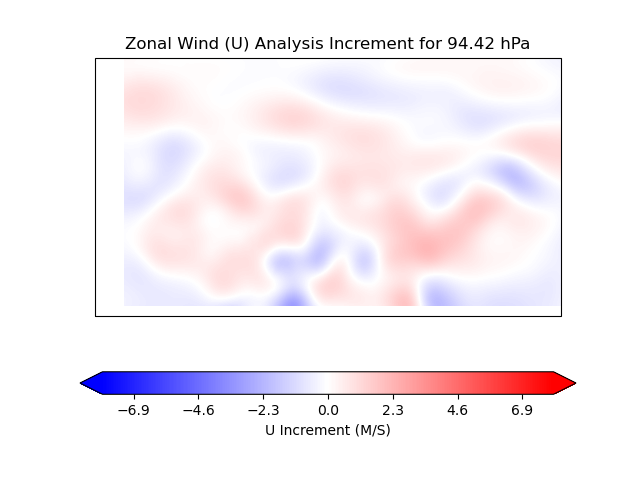 Zonal Wind (U) Analysis Increment for 94.42 hPa
−6.9 −4.6 −2.3 0.0 2.3 4.6 6.9
U Increment (M/S)